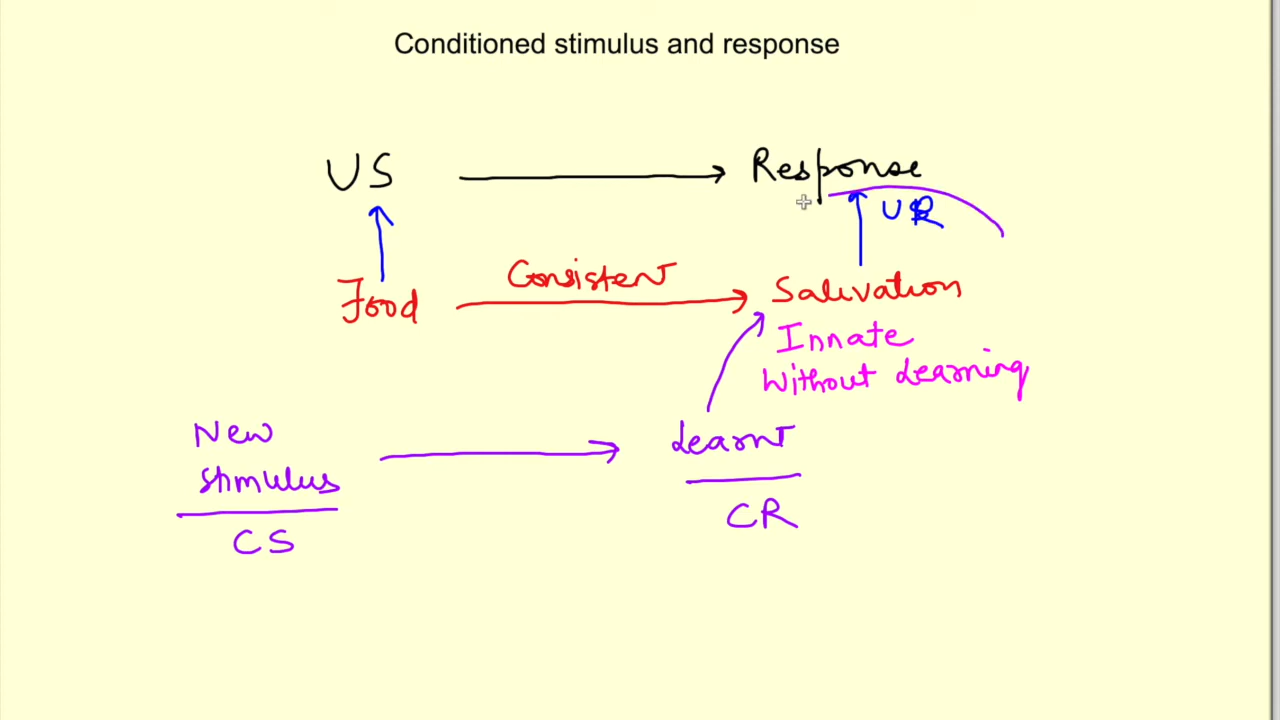 Conditioned stimulus and response
US Response
UR
Consistent
Food Salivation
Innate
Without Learning
New
Stimulus
Learnt
CS
CR